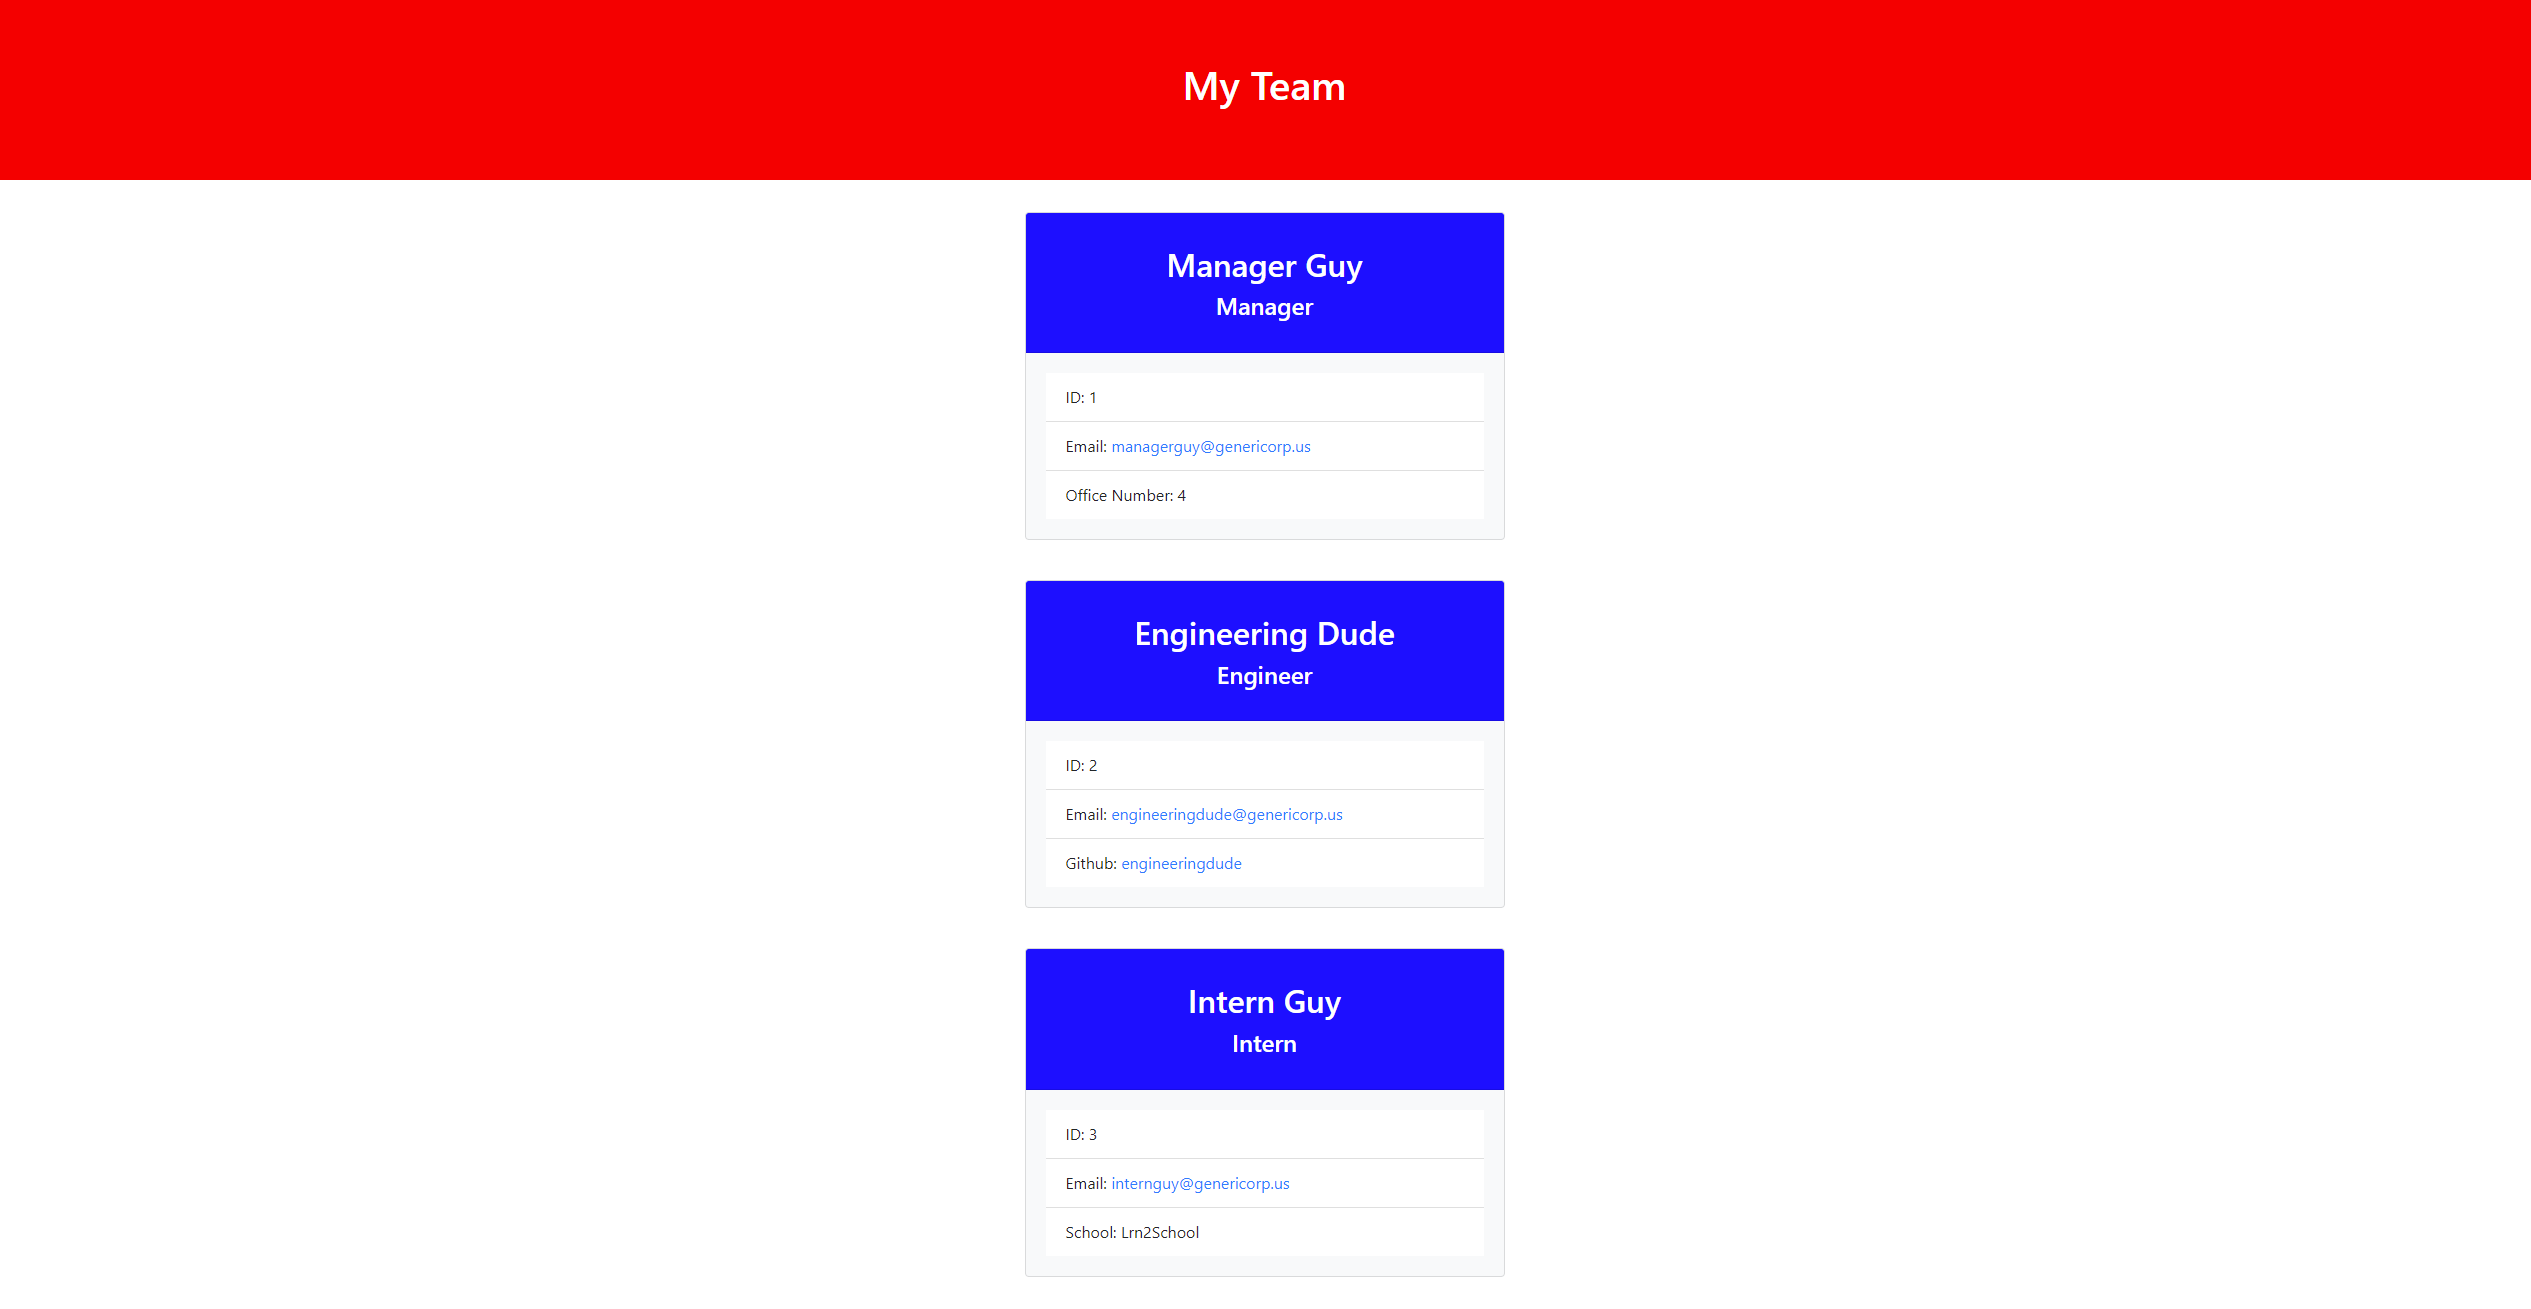 My Team
Manager Guy
Manager
ID: 1
Email: managerguy@genericorp.us
Office Number: 4
Engineering Dude
Engineer
ID: 2
Email: engineeringdude@genericorp.us
Github: engineeringdude
Intern Guy
Intern
ID: 3
Email: internguy@genericorp.us
School: Lrn2School